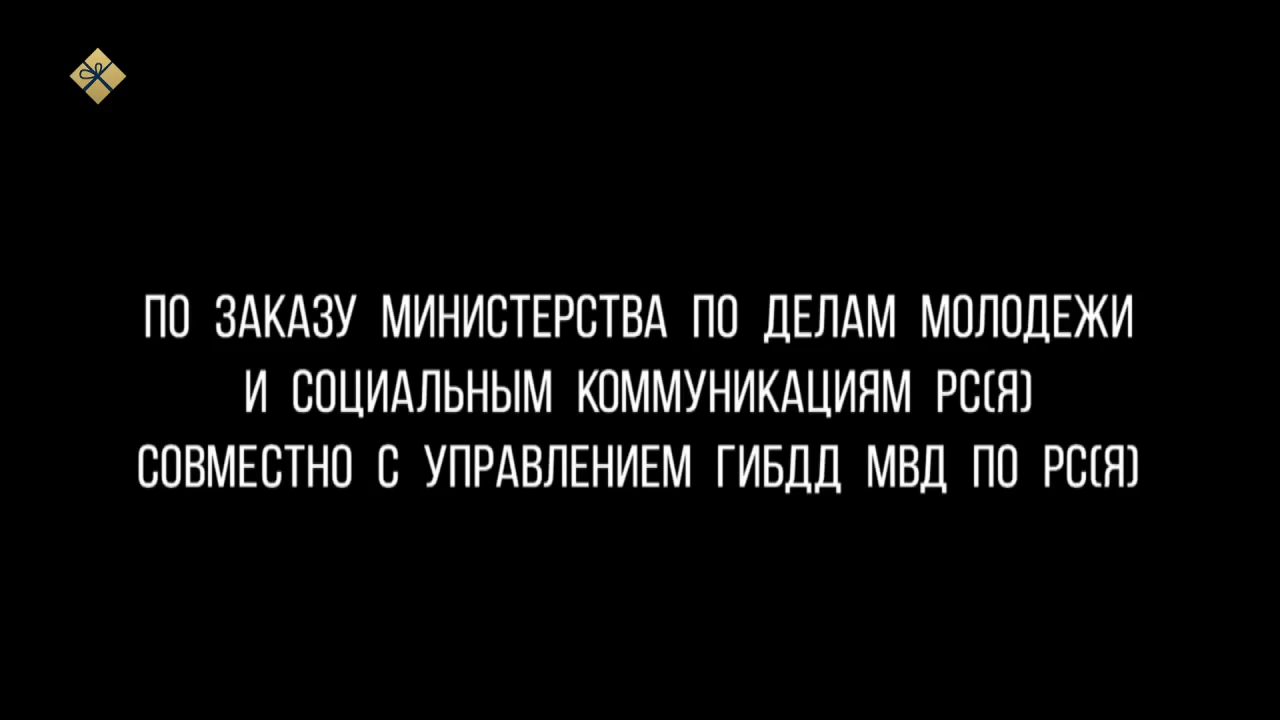 ПО ЗАКАЗУ МИНИСТЕРСТВА ПО ДЕЛАМ МОЛОДЕЖИ
И СОЦИАЛЬНЫМ КОММУНИКАЦИЯМ РС(Я)
СОВМЕСТНО С УПРАВЛЕНИЕМ ГИБДД МВД ПО РС(Я)